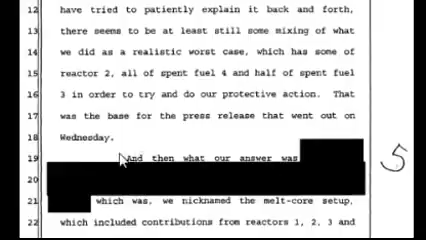 12 have tried to patiently explain it back and forth,
13 there seems to be at least still some mixing of what
14 we did as a realistic worst case, which has some of
15 reactor 2, all of spent fuel 4 and half of spent fuel
16 3 in order to try and do our protective action. That
17 was the base for the press release that went out on
18 Wednesday.
19 And then what our answer was
20
21 which was, we nicknamed the melt-core setup,
22 which included contributions from reactors 1, 2, 3 and
5